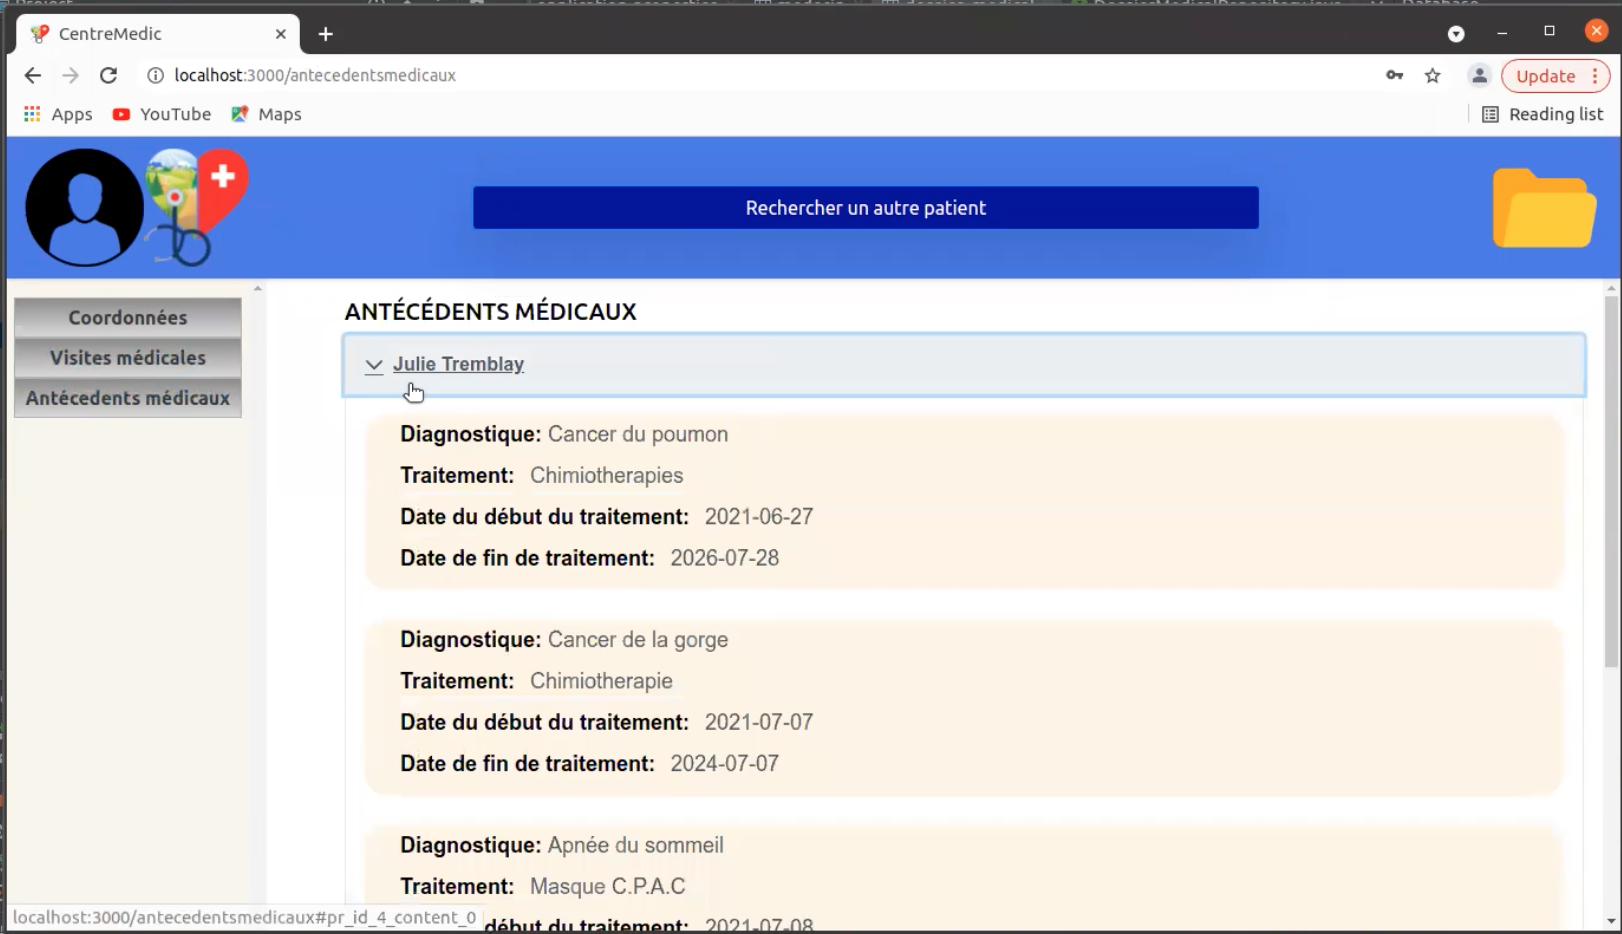 CentreMedic
localhost:3000/antecedentsmedicaux
Update
Apps
YouTube
Maps
Reading list
Rechercher un autre patient
Coordonnées
Visites médicales
Antécedents médicaux
ANTÉCÉDENTS MÉDICAUX
Julie Tremblay
Diagnostique: Cancer du poumon
Traitement: Chimiotherapies
Date du début du traitement: 2021-06-27
Date de fin de traitement: 2026-07-28
Diagnostique: Cancer de la gorge
Traitement: Chimiotherapie
Date du début du traitement: 2021-07-07
Date de fin de traitement: 2024-07-07
Diagnostique: Apnée du sommeil
Traitement: Masque C.P.A.C
début du traitement: 2021-07-08
localhost:3000/antecedentsmedicaux#pr_id_4_content_0